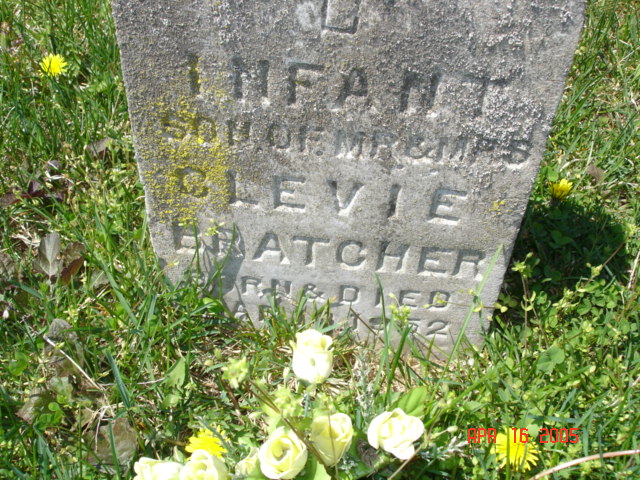 INFANT
SON. OF. MR & MRS
CLEVIE
BRATCHER
BORN & DIED
APR 16 2005